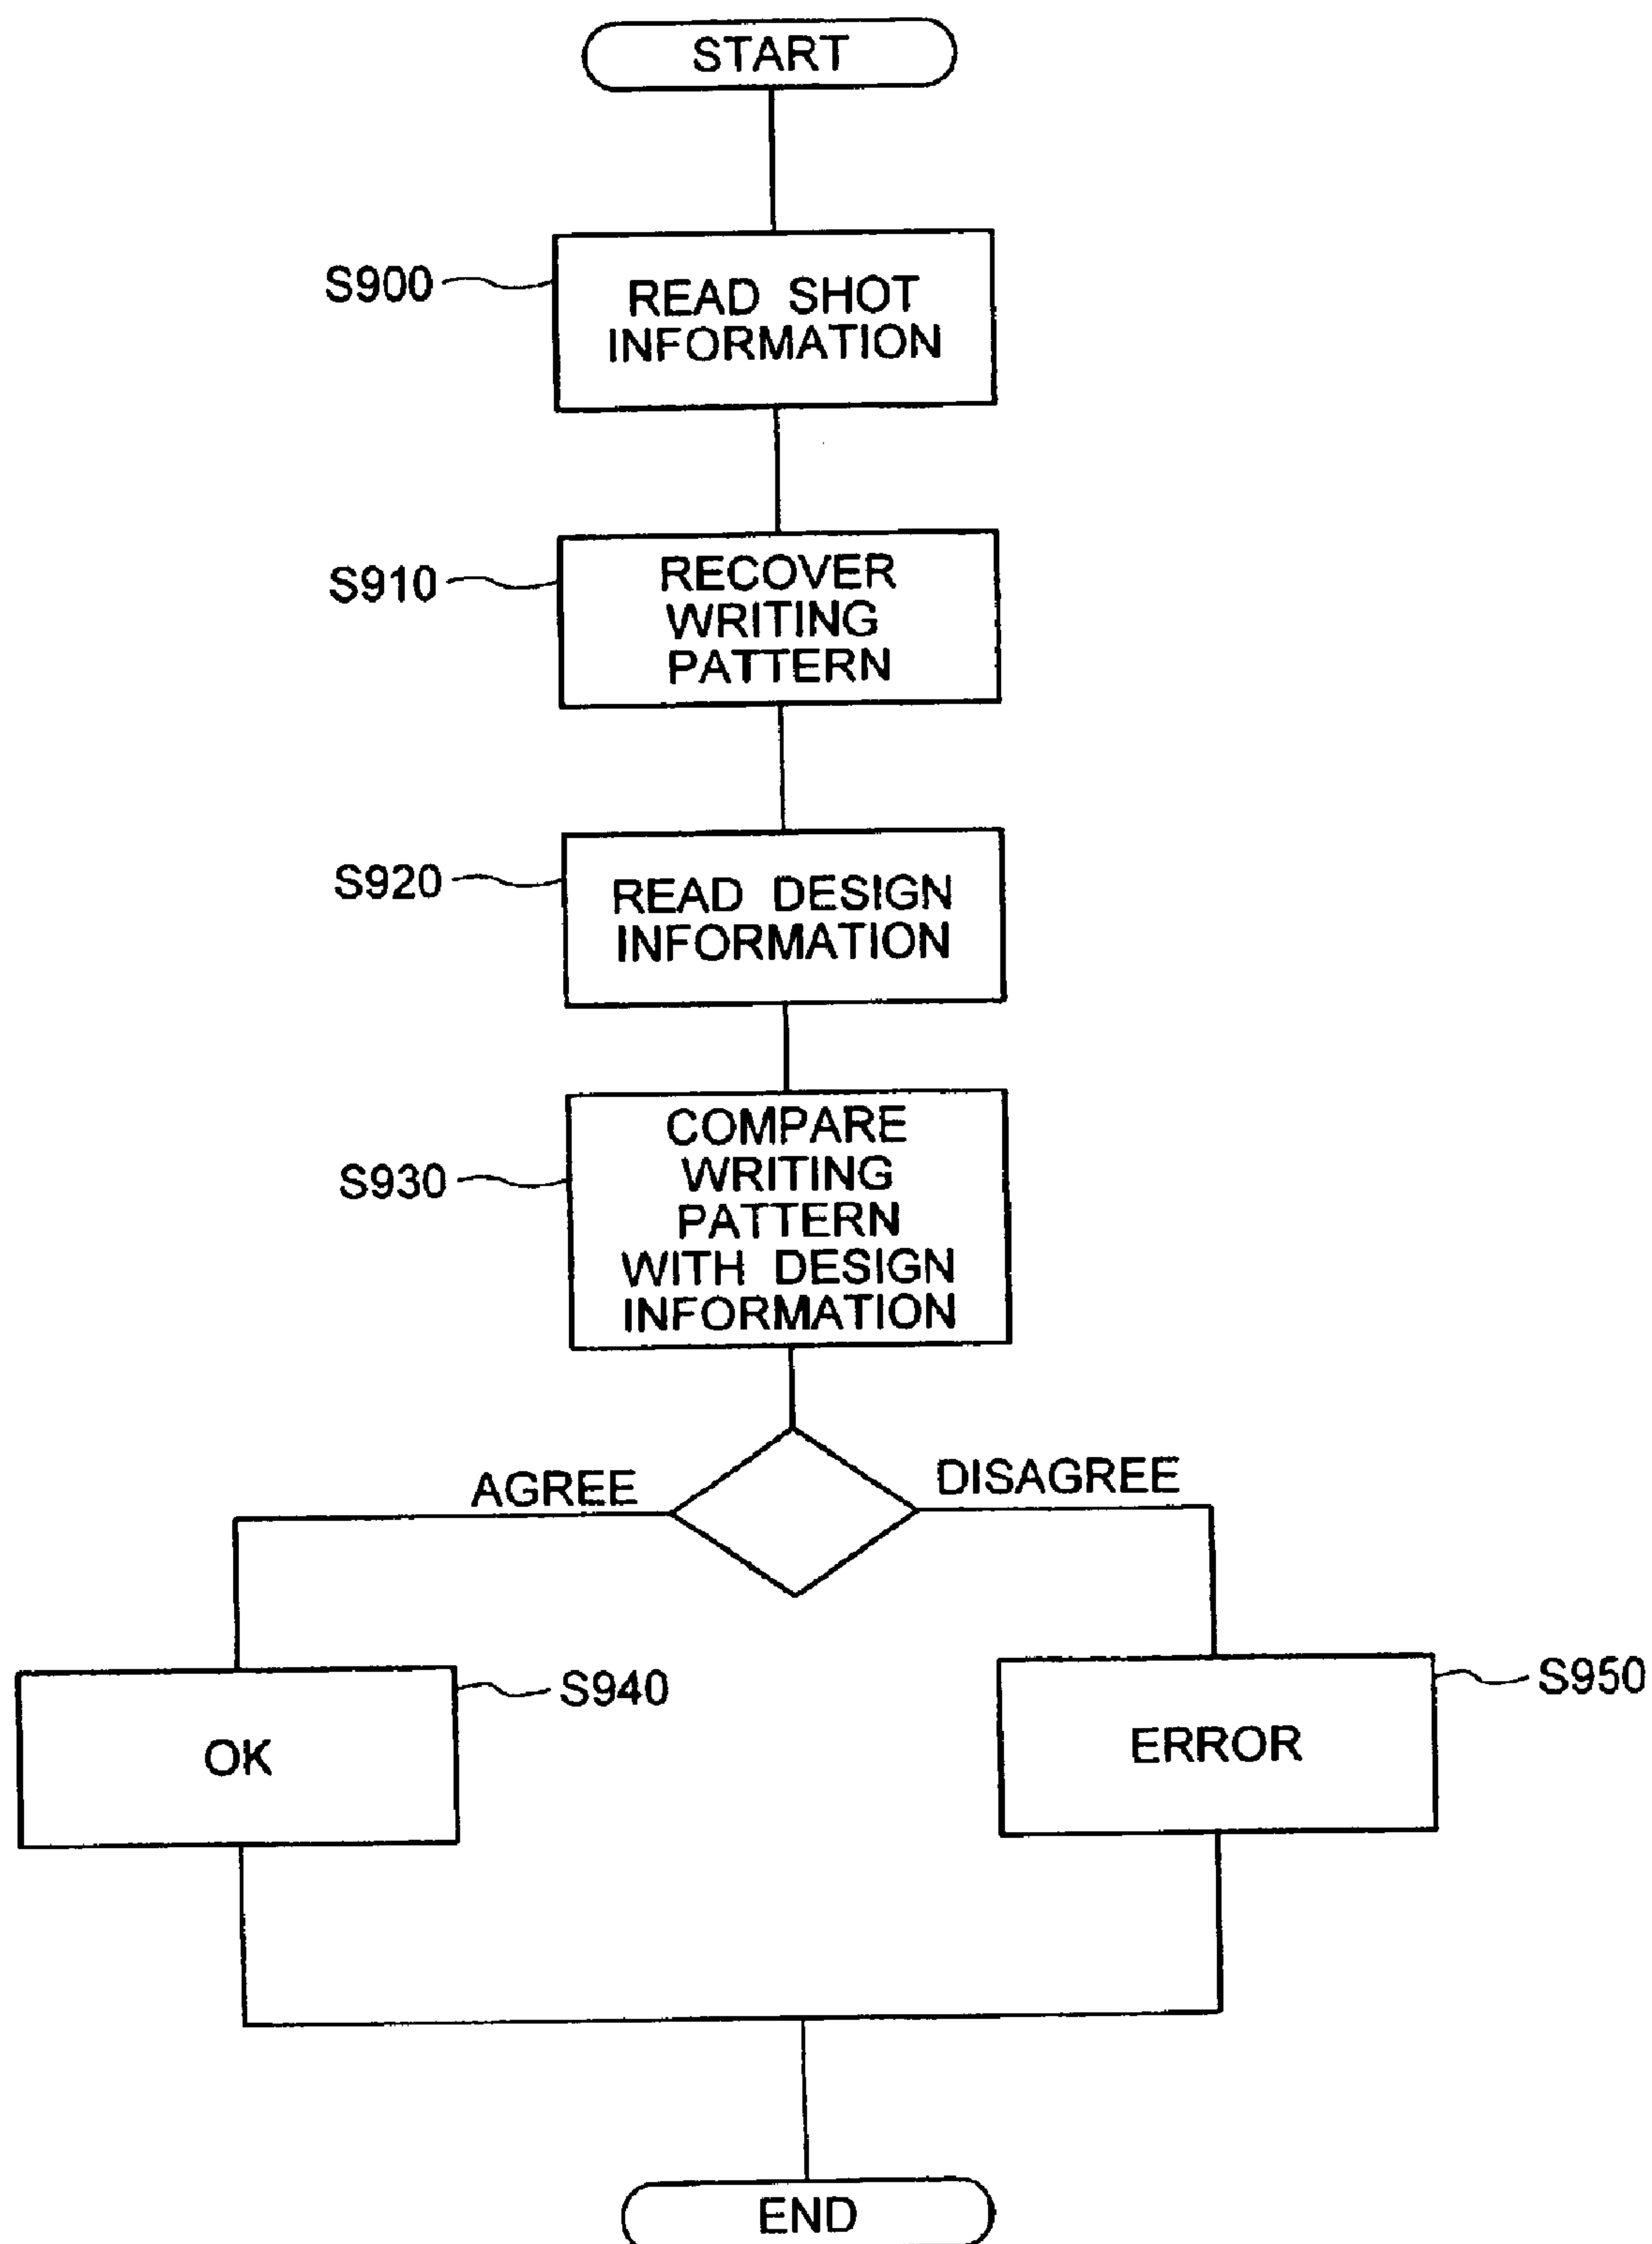 START
S900
READ SHOT
INFORMATION
S910
RECOVER
WRITING
PATTERN
S920
READ DESIGN
INFORMATION
S930
COMPARE
WRITING
PATTERN
WITH DESIGN
INFORMATION
AGREE
DISAGREE
S940
OK
S950
ERROR
END